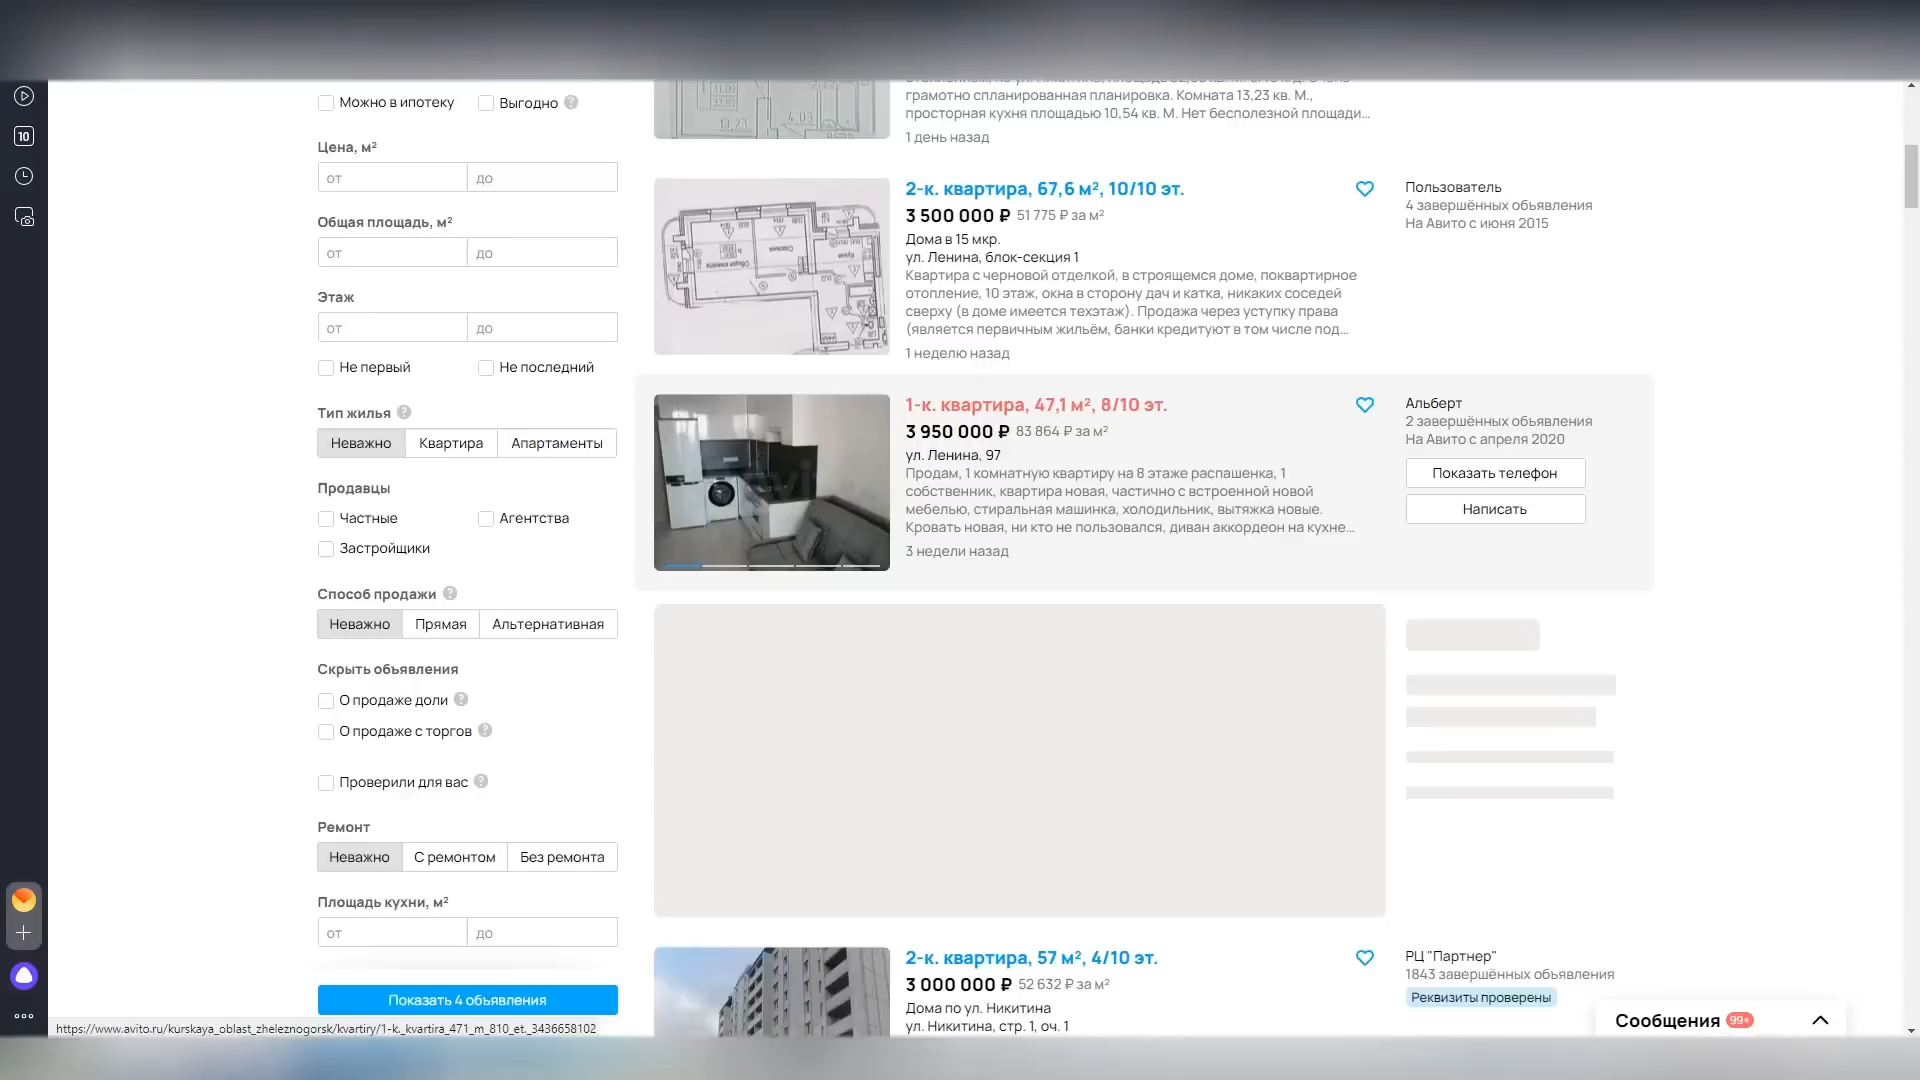 10
Можно в ипотеку
Выгодно
Цена, м²
от
до
Общая площадь, м²
от
до
Этаж
от
до
Не первый
Не последний
Тип жилья
Неважно
Квартира
Апартаменты
Продавцы
Частные
Агентства
Застройщики
Способ продажи
Неважно
Прямая
Альтернативная
Скрыть объявления
О продаже доли
О продаже с торгов
Проверили для вас
Ремонт
Неважно
С ремонтом
Без ремонта
Площадь кухни, м²
от
до
Показать 4 объявления
https://www.avito.ru/kurskaya_oblast_zheleznogorsk/kvartiry/1-k._kvartira_471_m_810_et._3436658102
13,23
4,03
грамотно спланированная планировка. Комната 13,23 кв. М.,
просторная кухня площадью 10,54 кв. М. Нет бесполезной площади...
1 день назад
2-к. квартира, 67,6 м², 10/10 эт.
3 500 000 ₽ 51 775 ₽ за м²
Дома в 15 мкр.
ул. Ленина, блок-секция 1
Квартира с черновой отделкой, в строящемся доме, поквартирное
отопление, 10 этаж, окна в сторону дач и катка, никаких соседей
сверху (в доме имеется техэтаж). Продажа через уступку права
(является первичным жильём, банки кредитуют в том числе под...
1 неделю назад
Пользователь
4 завершённых объявления
На Авито с июня 2015
1-к. квартира, 47,1 м², 8/10 эт.
3 950 000 ₽ 83 864 ₽ за м²
ул. Ленина, 97
Продам, 1 комнатную квартиру на 8 этаже распашенка, 1
собственник, квартира новая, частично с встроенной новой
мебелью, стиральная машинка, холодильник, вытяжка новые.
Кровать новая, ни кто не пользовался, диван аккордеон на кухне...
3 недели назад
Альберт
2 завершённых объявления
На Авито с апреля 2020
Показать телефон
Написать
2-к. квартира, 57 м², 4/10 эт.
3 000 000 ₽ 52 632 ₽ за м²
Дома по ул. Никитина
ул. Никитина, стр. 1, оч. 1
РЦ "Партнер"
1843 завершённых объявления
Реквизиты проверены
Сообщения 99+